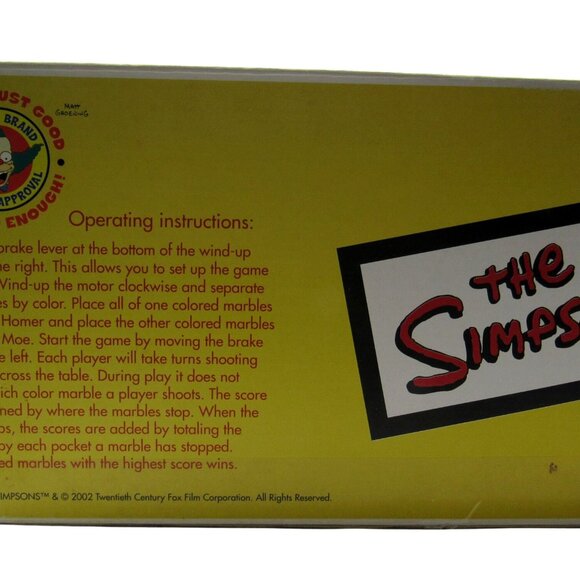 UST GOOD
BRAND
APPROVAL
ENOUGH!
MATT
GROENING
Operating instructions:
brake lever at the bottom of the wind-up
e right. This allows you to set up the game
Wind-up the motor clockwise and separate
es by color. Place all of one colored marbles
Homer and place the other colored marbles
Moe. Start the game by moving the brake
e left. Each player will take turns shooting
cross the table. During play it does not
ich color marble a player shoots. The score
ned by where the marbles stop. When the
ps, the scores are added by totaling the
by each pocket a marble has stopped.
ed marbles with the highest score wins.
IMPSONS™ & © 2002 Twentieth Century Fox Film Corporation. All Rights Reserved.
THE
SIMPS